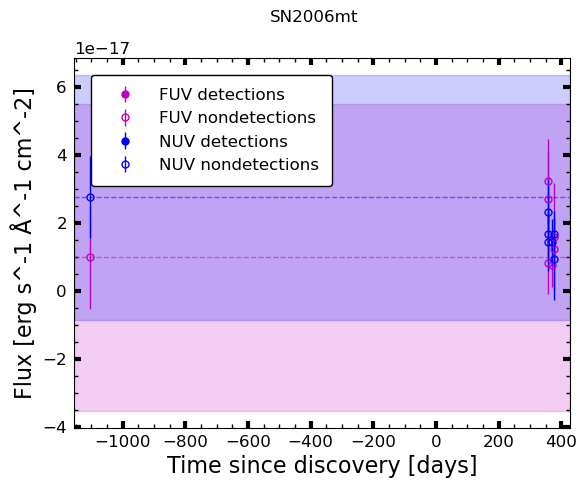 SN2006mt
1e−17
6
4
2
0
−2
−4
FUV detections
FUV nondetections
NUV detections
NUV nondetections
−1000 −800 −600 −400 −200 0 200 400
Time since discovery [days]
Flux [erg s^-1 Å^-1 cm^-2]